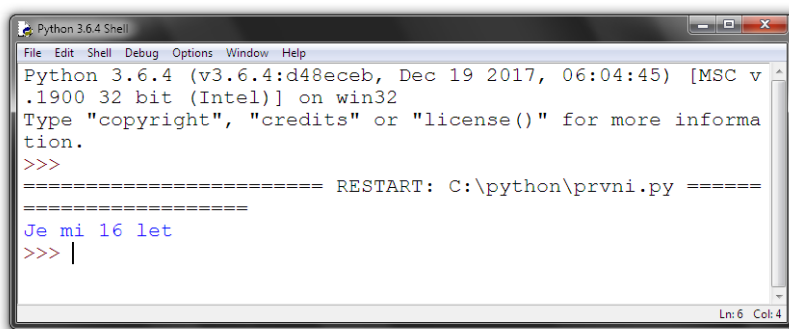 Python 3.6.4 Shell
File Edit Shell Debug Options Window Help
Python 3.6.4 (v3.6.4:d48eceb, Dec 19 2017, 06:04:45) [MSC v
.1900 32 bit (Intel)] on win32
Type "copyright", "credits" or "license()" for more informa
tion.
>>>
======================== RESTART: C:\python\prvni.py ======
==================
Je mi 16 let
>>>
Ln: 6 Col: 4